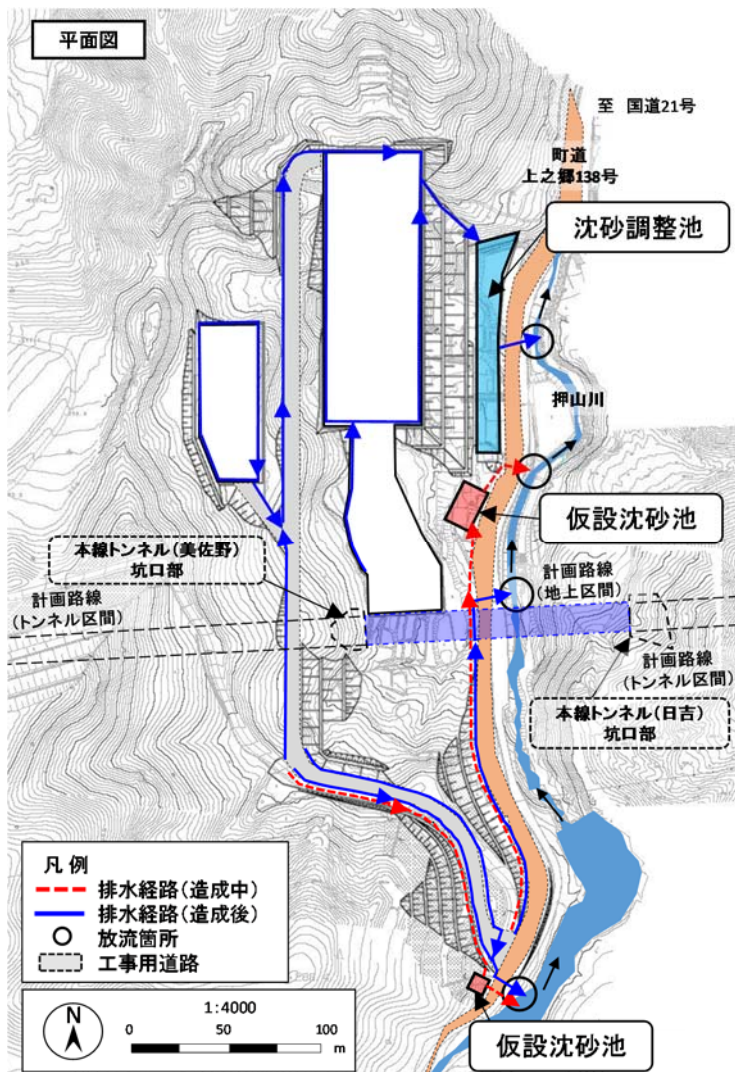 平面図
至 国道21号
町道
上之郷138号
沈砂調整池
押山川
仮設沈砂池
本線トンネル(美佐野)
坑口部
計画路線
(トンネル区間)
計画路線
(地上区間)
計画路線
(トンネル区間)
本線トンネル(日吉)
坑口部
凡 例
排水経路(造成中)
排水経路(造成後)
放流箇所
工事用道路
N
1:4000
0 50 100
m
仮設沈砂池